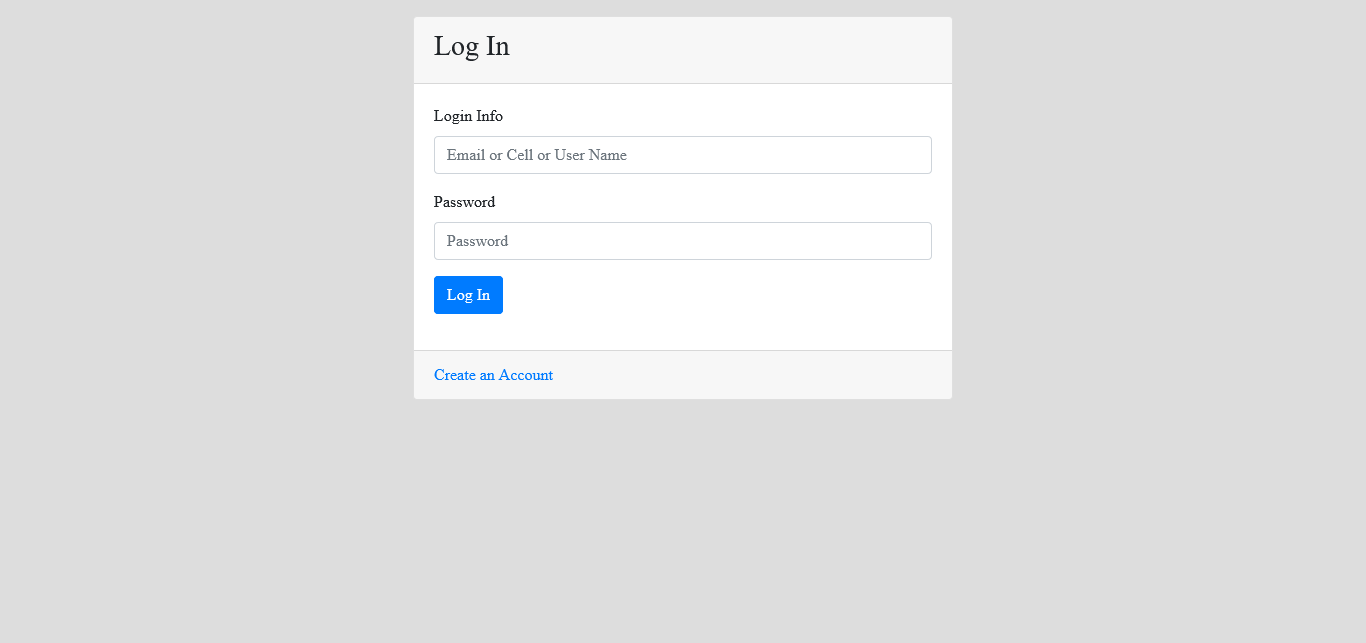 Log In
Login Info
Email or Cell or User Name
Password
Password
Log In
Create an Account